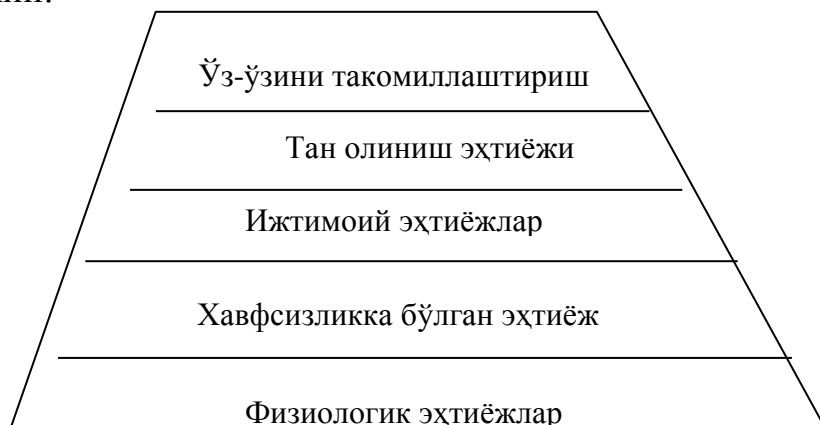 Ўз-ўзини такомиллаштириш
Тан олиниш эҳтиёжи
Ижтимоий эҳтиёжлар
Хавфсизликка бўлган эҳтиёж
Физиологик эҳтиёжлар